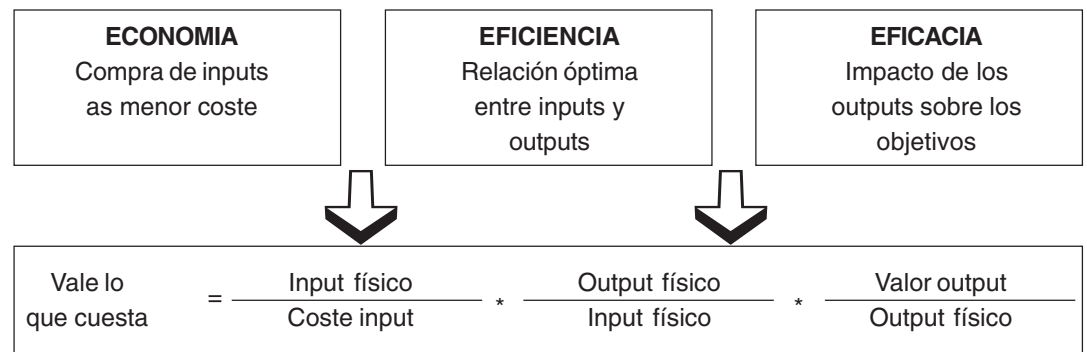 ECONOMIA
Compra de inputs
as menor coste
EFICIENCIA
Relación óptima
entre inputs y
outputs
EFICACIA
Impacto de los
outputs sobre los
objetivos
Vale lo
que cuesta
=
Input físico
Coste input
*
Output físico
Input físico
*
Valor output
Output físico